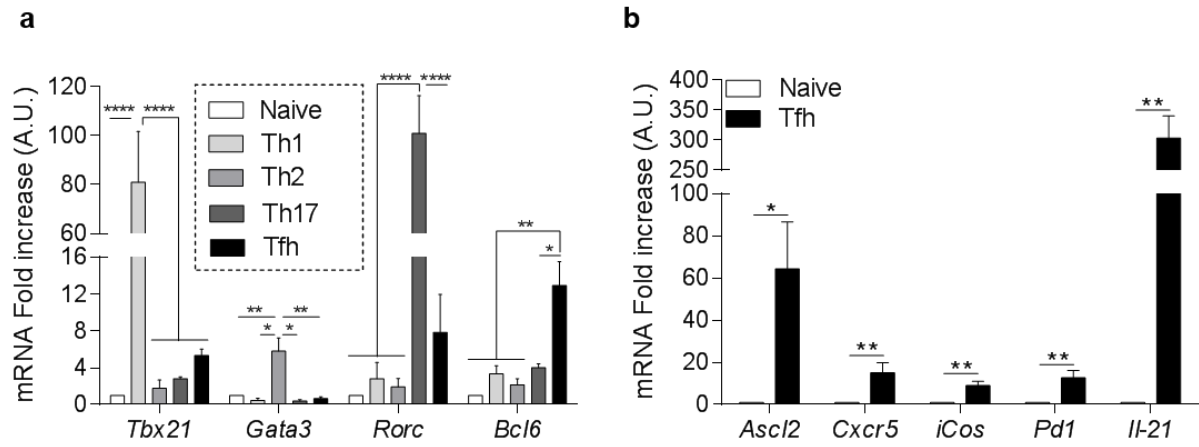 a
mRNA Fold increase (A.U.)
120
100
80
60
16
12
8
4
0
**** ****
**** ****
** **
* *
**
*
Naive
Th1
Th2
Th17
Tfh
Tbx21 Gata3 Rorc Bcl6
b
mRNA Fold increase (A.U.)
400
350
300
250
200
150
100
80
60
40
20
0
Naive
Tfh
*
**
**
**
**
Ascl2 Cxcr5 iCos Pd1 Il-21